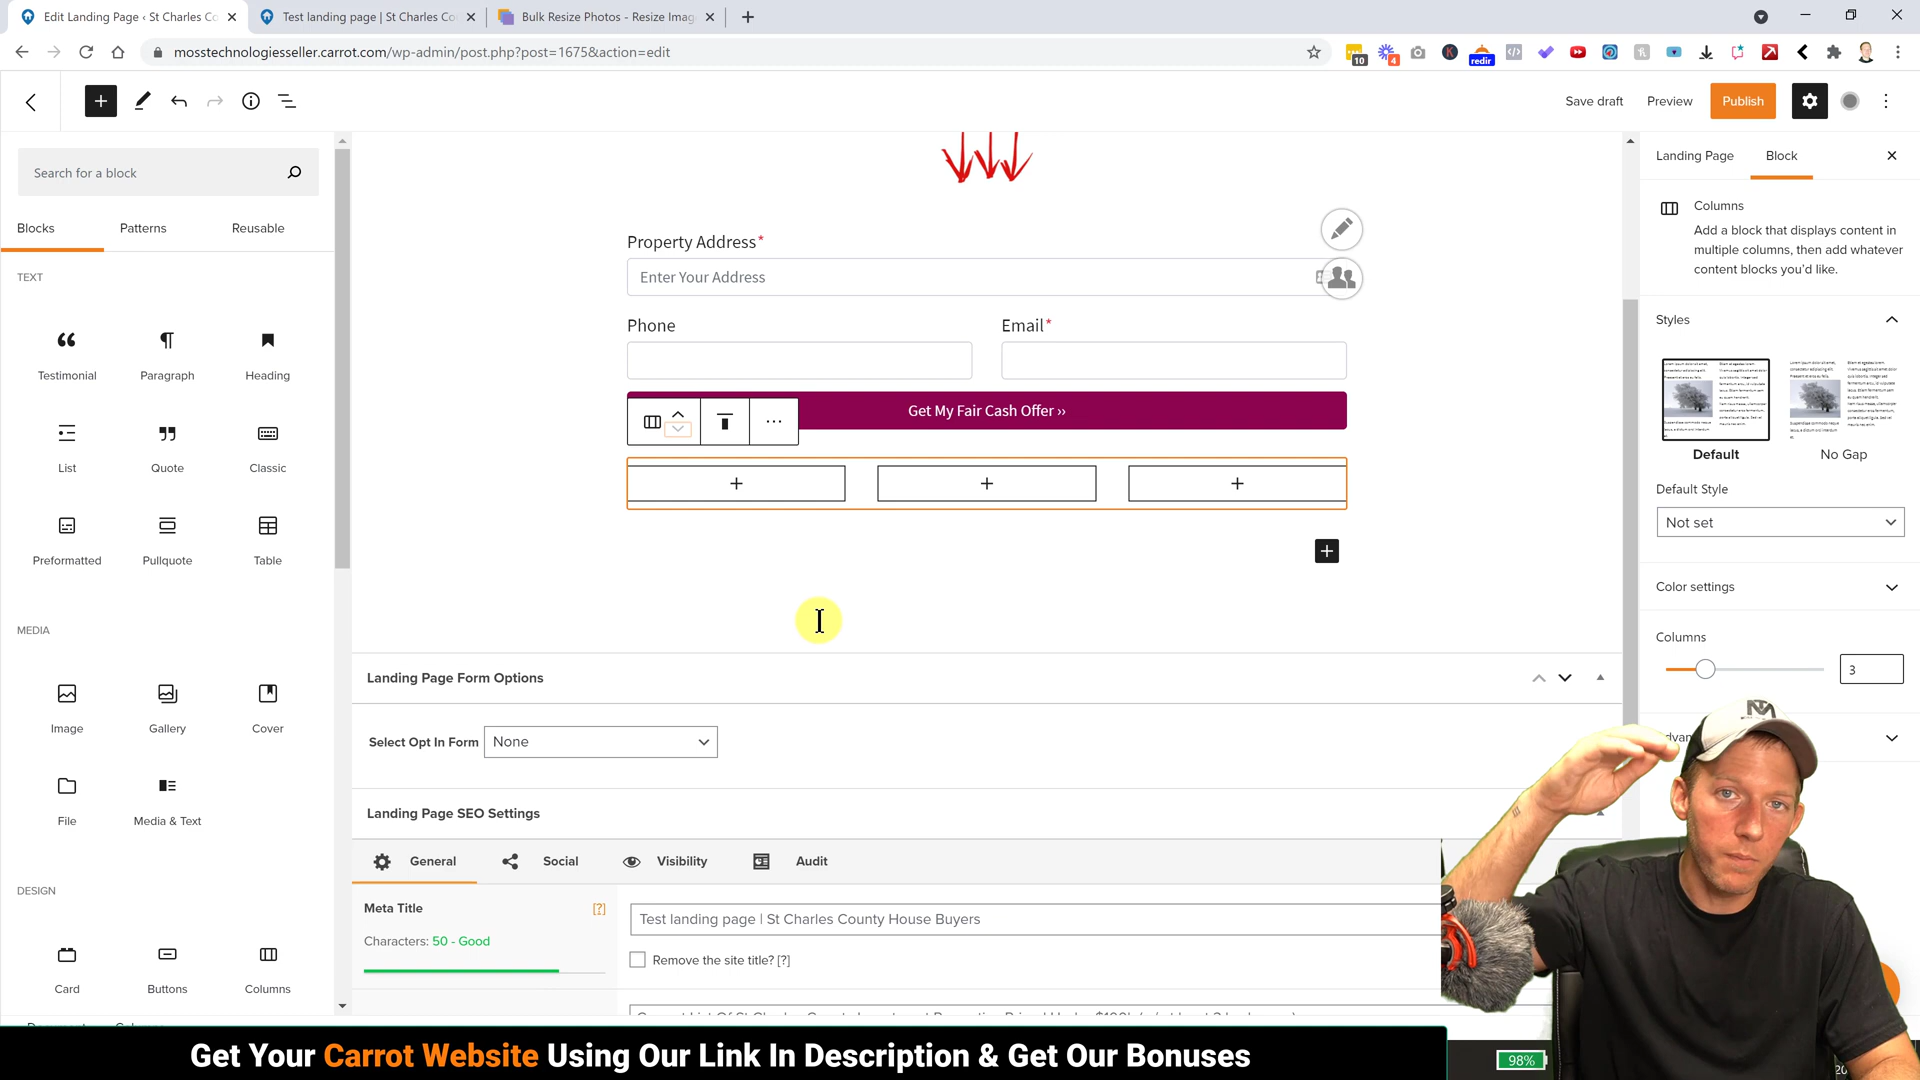 Edit Landing Page ‹ St Charles Co
Test landing page | St Charles Co
Bulk Resize Photos - Resize Imag
mosstechnologiesseller.carrot.com/wp-admin/post.php?post=1675&action=edit
10
4
redir
Save draft
Preview
Publish
Search for a block
Blocks
Patterns
Reusable
TEXT
Testimonial
Paragraph
Heading
List
Quote
Classic
Preformatted
Pullquote
Table
MEDIA
Image
Gallery
Cover
File
Media & Text
DESIGN
Card
Buttons
Columns
Property Address*
Enter Your Address
Phone
Email*
Get My Fair Cash Offer ››
Landing Page Form Options
Select Opt In Form
None
Landing Page SEO Settings
General
Social
Visibility
Audit
Meta Title
[?]
Characters: 50 - Good
Test landing page | St Charles County House Buyers
Remove the site title? [?]
Landing Page
Block
Columns
Add a block that displays content in
multiple columns, then add whatever
content blocks you'd like.
Styles
Default
No Gap
Default Style
Not set
Color settings
Columns
3
Get Your Carrot Website Using Our Link In Description & Get Our Bonuses
98%